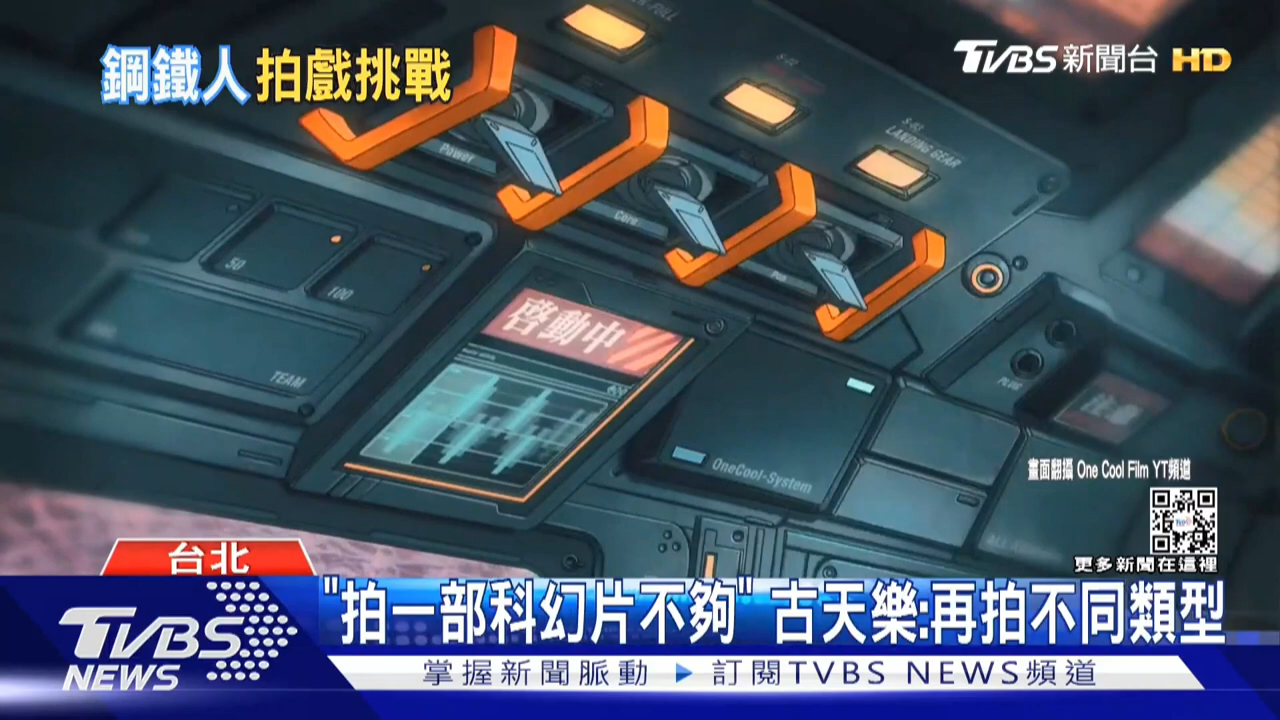 鋼鐵人 拍戲挑戰
TVBS 新聞台 HD
S-03
LANDING GEAR
Power
Core
50
100
TEAM
啓動中
OneCool-System
PLUG
注意
畫面翻攝 One Cool Film YT頻道
更多新聞在這裡
台北
"拍一部科幻片不夠" 古天樂:再拍不同類型
TVBS NEWS
掌握新聞脈動 ▶ 訂閱TVBS NEWS頻道